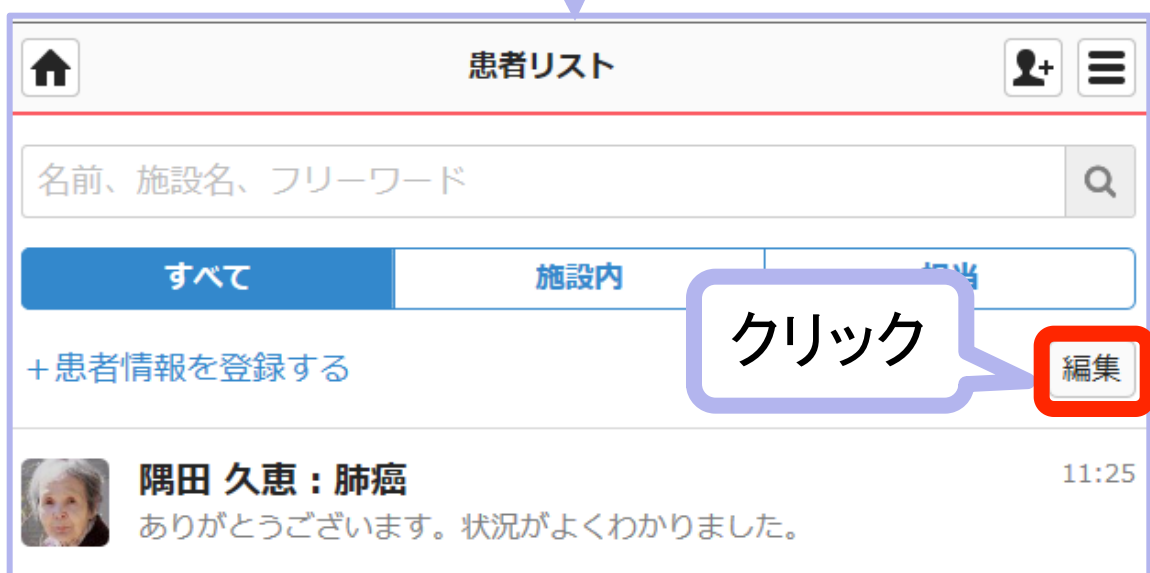 患者リスト
名前、施設名、フリーワード
すべて
施設内
クリック
+患者情報を登録する
編集
隅田 久恵:肺癌
11:25
ありがとうございます。状況がよくわかりました。